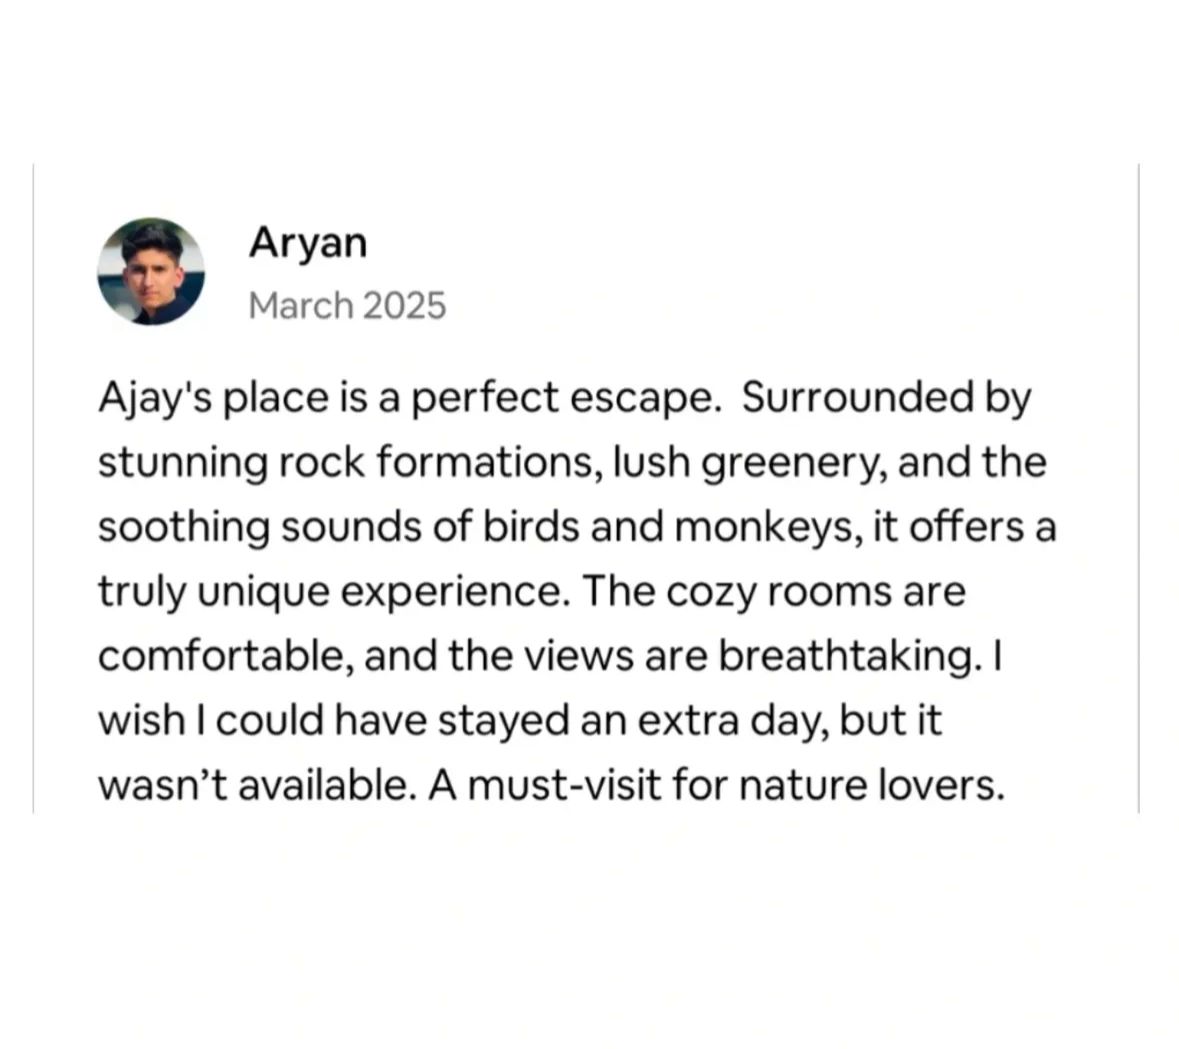 Aryan
March 2025
Ajay's place is a perfect escape.  Surrounded by
stunning rock formations, lush greenery, and the
soothing sounds of birds and monkeys, it offers a
truly unique experience. The cozy rooms are
comfortable, and the views are breathtaking. I
wish I could have stayed an extra day, but it
wasn’t available. A must-visit for nature lovers.